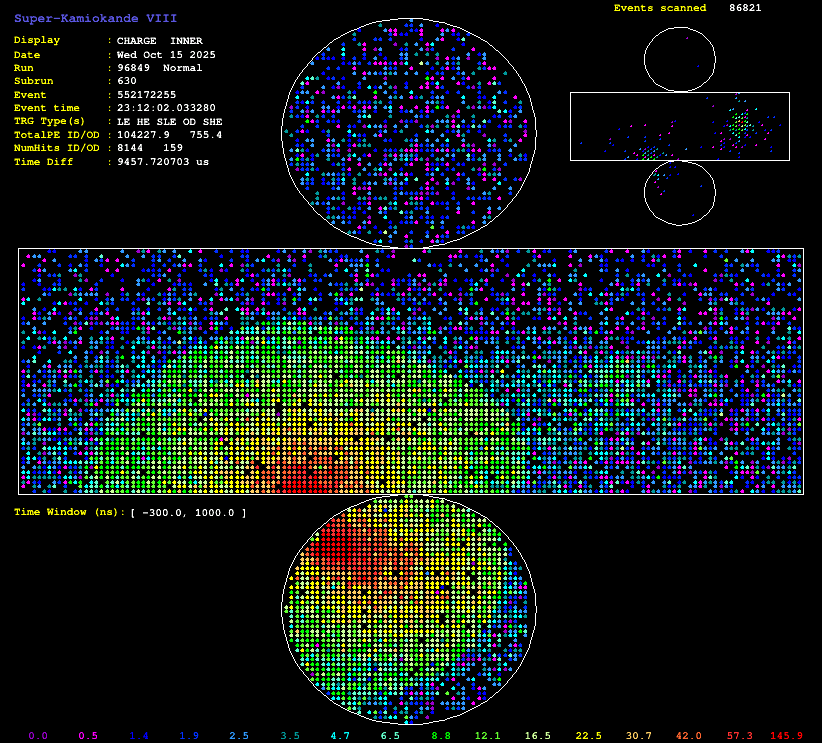 Super-Kamiokande VIII
Events scanned 86821
Display : CHARGE INNER
Date : Wed Oct 15 2025
Run : 96849 Normal
Subrun : 630
Event : 552172255
Event time : 23:12:02.033280
TRG Type(s) : LE HE SLE OD SHE
TotalPE ID/OD : 104227.9 755.4
NumHits ID/OD : 8144 159
Time Diff : 9457.720703 us
Time Window (ns): [ -300.0, 1000.0 ]
0.0 0.5 1.4 1.9 2.5 3.5 4.7 6.5 8.8 12.1 16.5 22.5 30.7 42.0 57.3 145.9